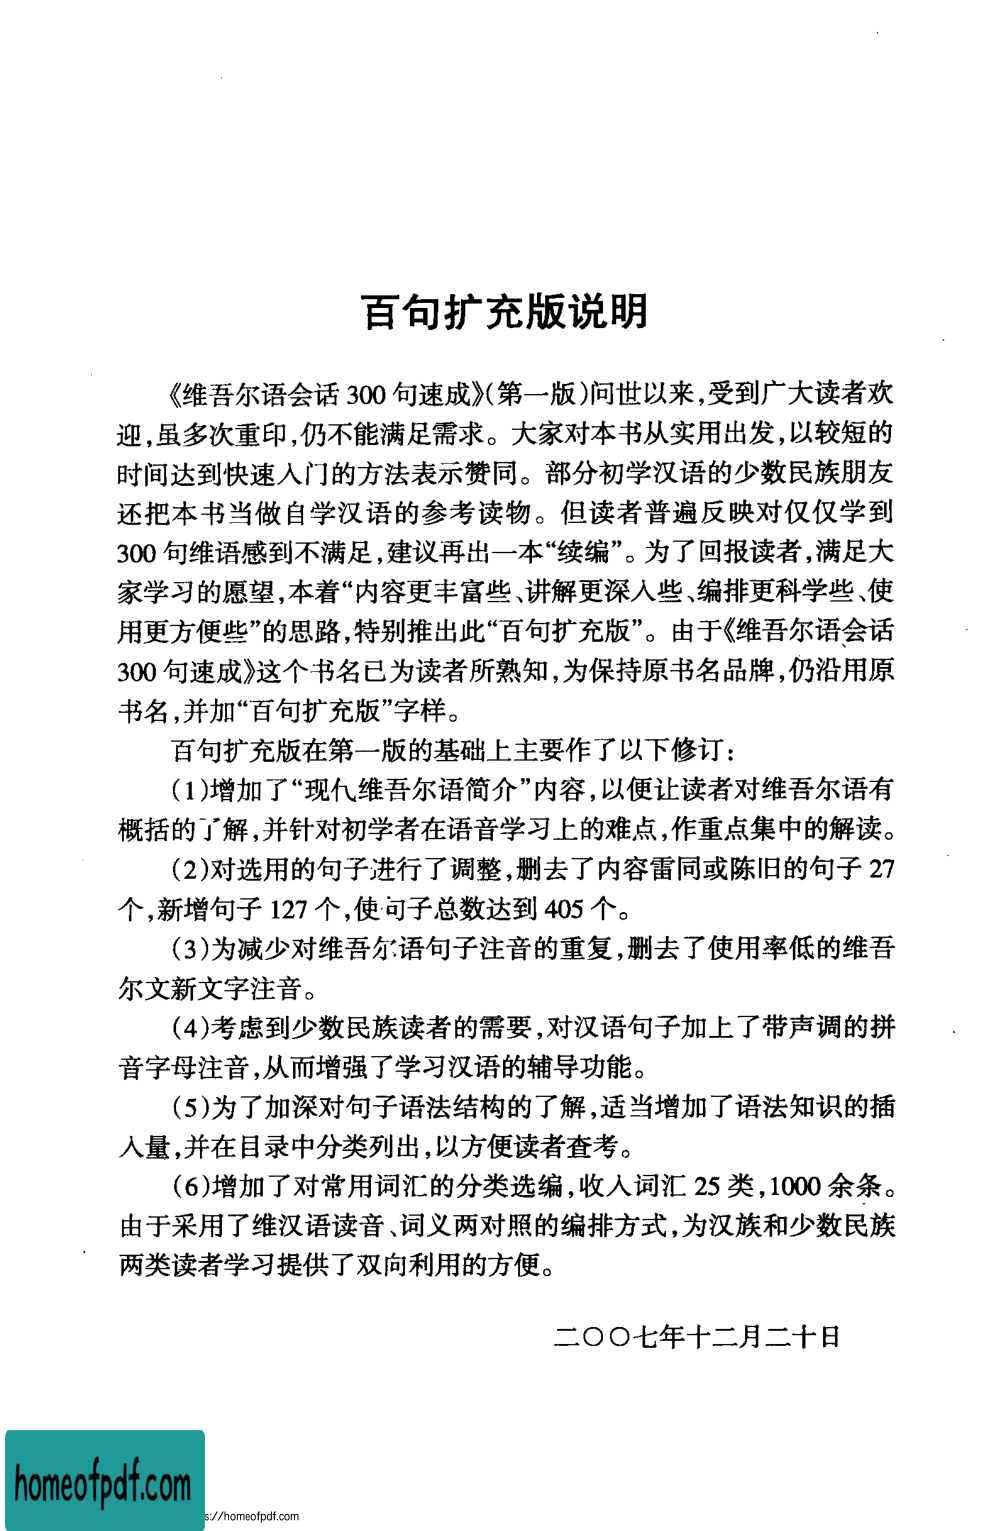 百句扩充版说明
《维吾尔语会话 300 句速成》(第一版)问世以来,受到广大读者欢
迎,虽多次重印,仍不能满足需求。大家对本书从实用出发,以较短的
时间达到快速入门的方法表示赞同。部分初学汉语的少数民族朋友
还把本书当做自学汉语的参考读物。但读者普遍反映对仅仅学到
300 句维语感到不满足,建议再出一本“续编”。为了回报读者,满足大
家学习的愿望,本着“内容更丰富些、讲解更深入些、编排更科学些、使
用更方便些”的思路,特别推出此“百句扩充版”。由于《维吾尔语会话
300 句速成》这个书名已为读者所熟知,为保持原书名品牌,仍沿用原
书名,并加“百句扩充版”字样。
百句扩充版在第一版的基础上主要作了以下修订:
(1)增加了“现代维吾尔语简介”内容,以便让读者对维吾尔语有
概括的了解,并针对初学者在语音学习上的难点,作重点集中的解读。
(2)对选用的句子进行了调整,删去了内容雷同或陈旧的句子 27
个,新增句子 127 个,使句子总数达到 405 个。
(3)为减少对维吾尔语句子注音的重复,删去了使用率低的维吾
尔文新文字注音。
(4)考虑到少数民族读者的需要,对汉语句子加上了带声调的拼
音字母注音,从而增强了学习汉语的辅导功能。
(5)为了加深对句子语法结构的了解,适当增加了语法知识的插
入量,并在目录中分类列出,以方便读者查考。
(6)增加了对常用词汇的分类选编,收入词汇 25 类,1000 余条。
由于采用了维汉语读音、词义两对照的编排方式,为汉族和少数民族
两类读者学习提供了双向利用的方便。
二〇〇七年十二月二十日
homeofpdf.com
s://homeofpdf.com